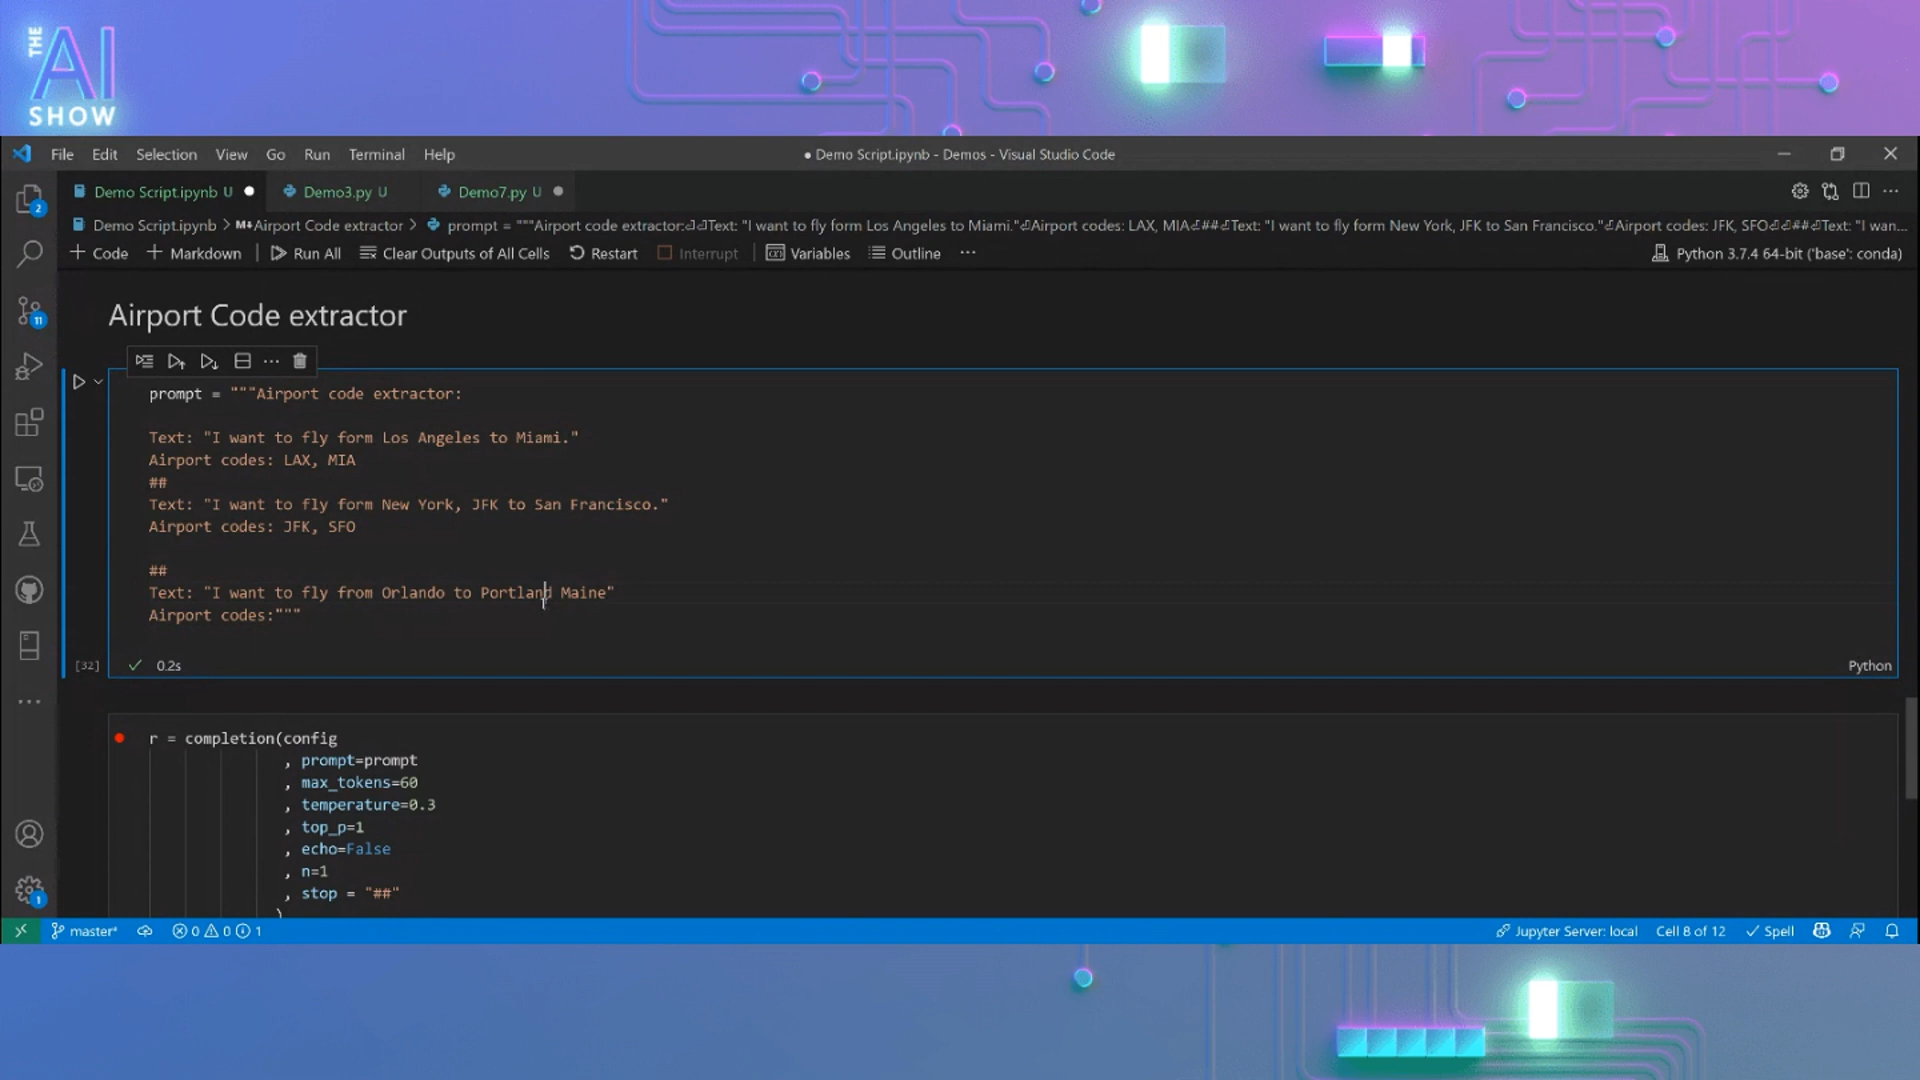 THE
AI
SHOW
File Edit Selection View Go Run Terminal Help
● Demo Script.ipynb - Demos - Visual Studio Code
Demo Script.ipynb U ● Demo3.py U Demo7.py U ●
Demo Script.ipynb > M↓Airport Code extractor > prompt = """Airport code extractor:⏎⏎Text: "I want to fly form Los Angeles to Miami."⏎Airport codes: LAX, MIA⏎##⏎Text: "I want to fly form New York, JFK to San Francisco."⏎Airport codes: JFK, SFO⏎⏎##⏎Text: "I wan...
+ Code + Markdown Run All Clear Outputs of All Cells Restart Interrupt Variables Outline ··· Python 3.7.4 64-bit ('base': conda)
2
11
Airport Code extractor
prompt = """Airport code extractor:
Text: "I want to fly form Los Angeles to Miami."
Airport codes: LAX, MIA
##
Text: "I want to fly form New York, JFK to San Francisco."
Airport codes: JFK, SFO
##
Text: "I want to fly from Orlando to Portland Maine"
Airport codes:"""
[32] ✓ 0.2s Python
r = completion(config
, prompt=prompt
, max_tokens=60
, temperature=0.3
, top_p=1
, echo=False
, n=1
, stop = "##"
)
1
master* 0 0 1 Jupyter Server: local Cell 8 of 12 ✓ Spell